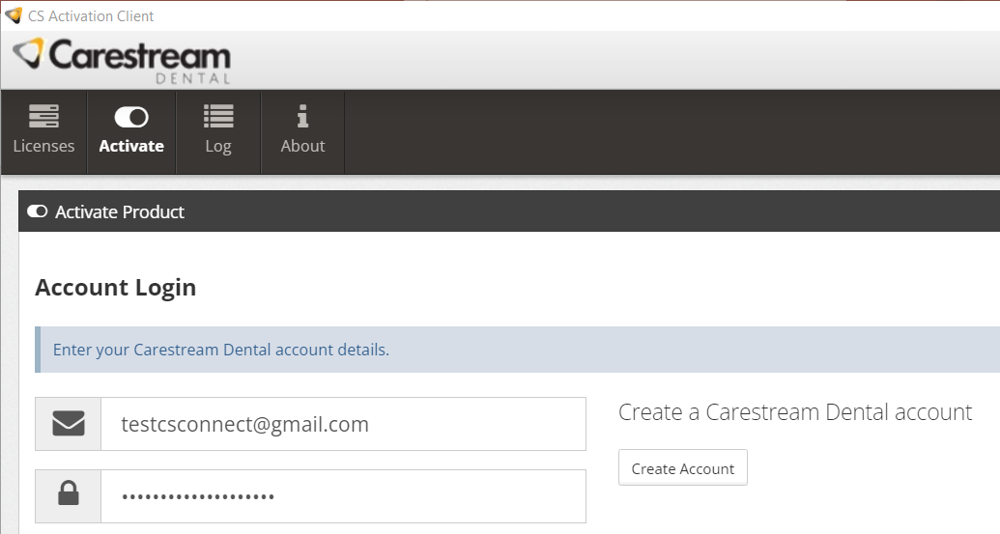 CS Activation Client
Carestream
DENTAL
Licenses Activate Log About
Activate Product
Account Login
Enter your Carestream Dental account details.
testcsconnect@gmail.com
Create a Carestream Dental account
Create Account
••••••••••••••••••••